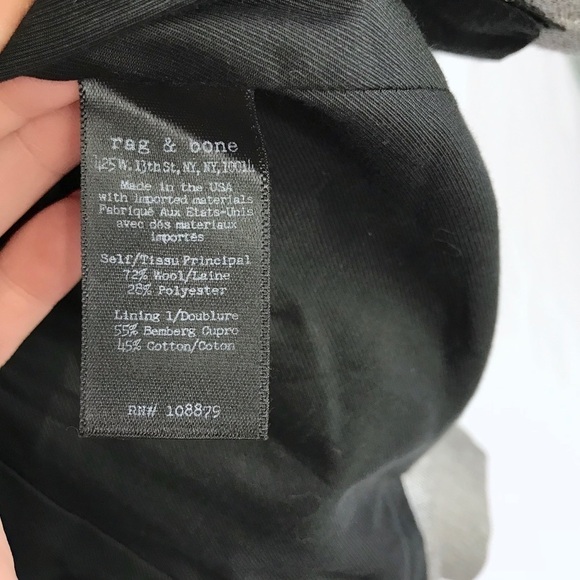 rag & bone
425 W. 13th St, NY, NY, 10014
Made in the USA
with imported materials
Fabriqué Aux Etats-Unis
avec dés materiaux
importés
Self/Tissu Principal
72% Wool/Laine
28% Polyester
Lining 1/Doublure
55% Bemberg Cupro
45% Cotton/Coton
RN# 108879